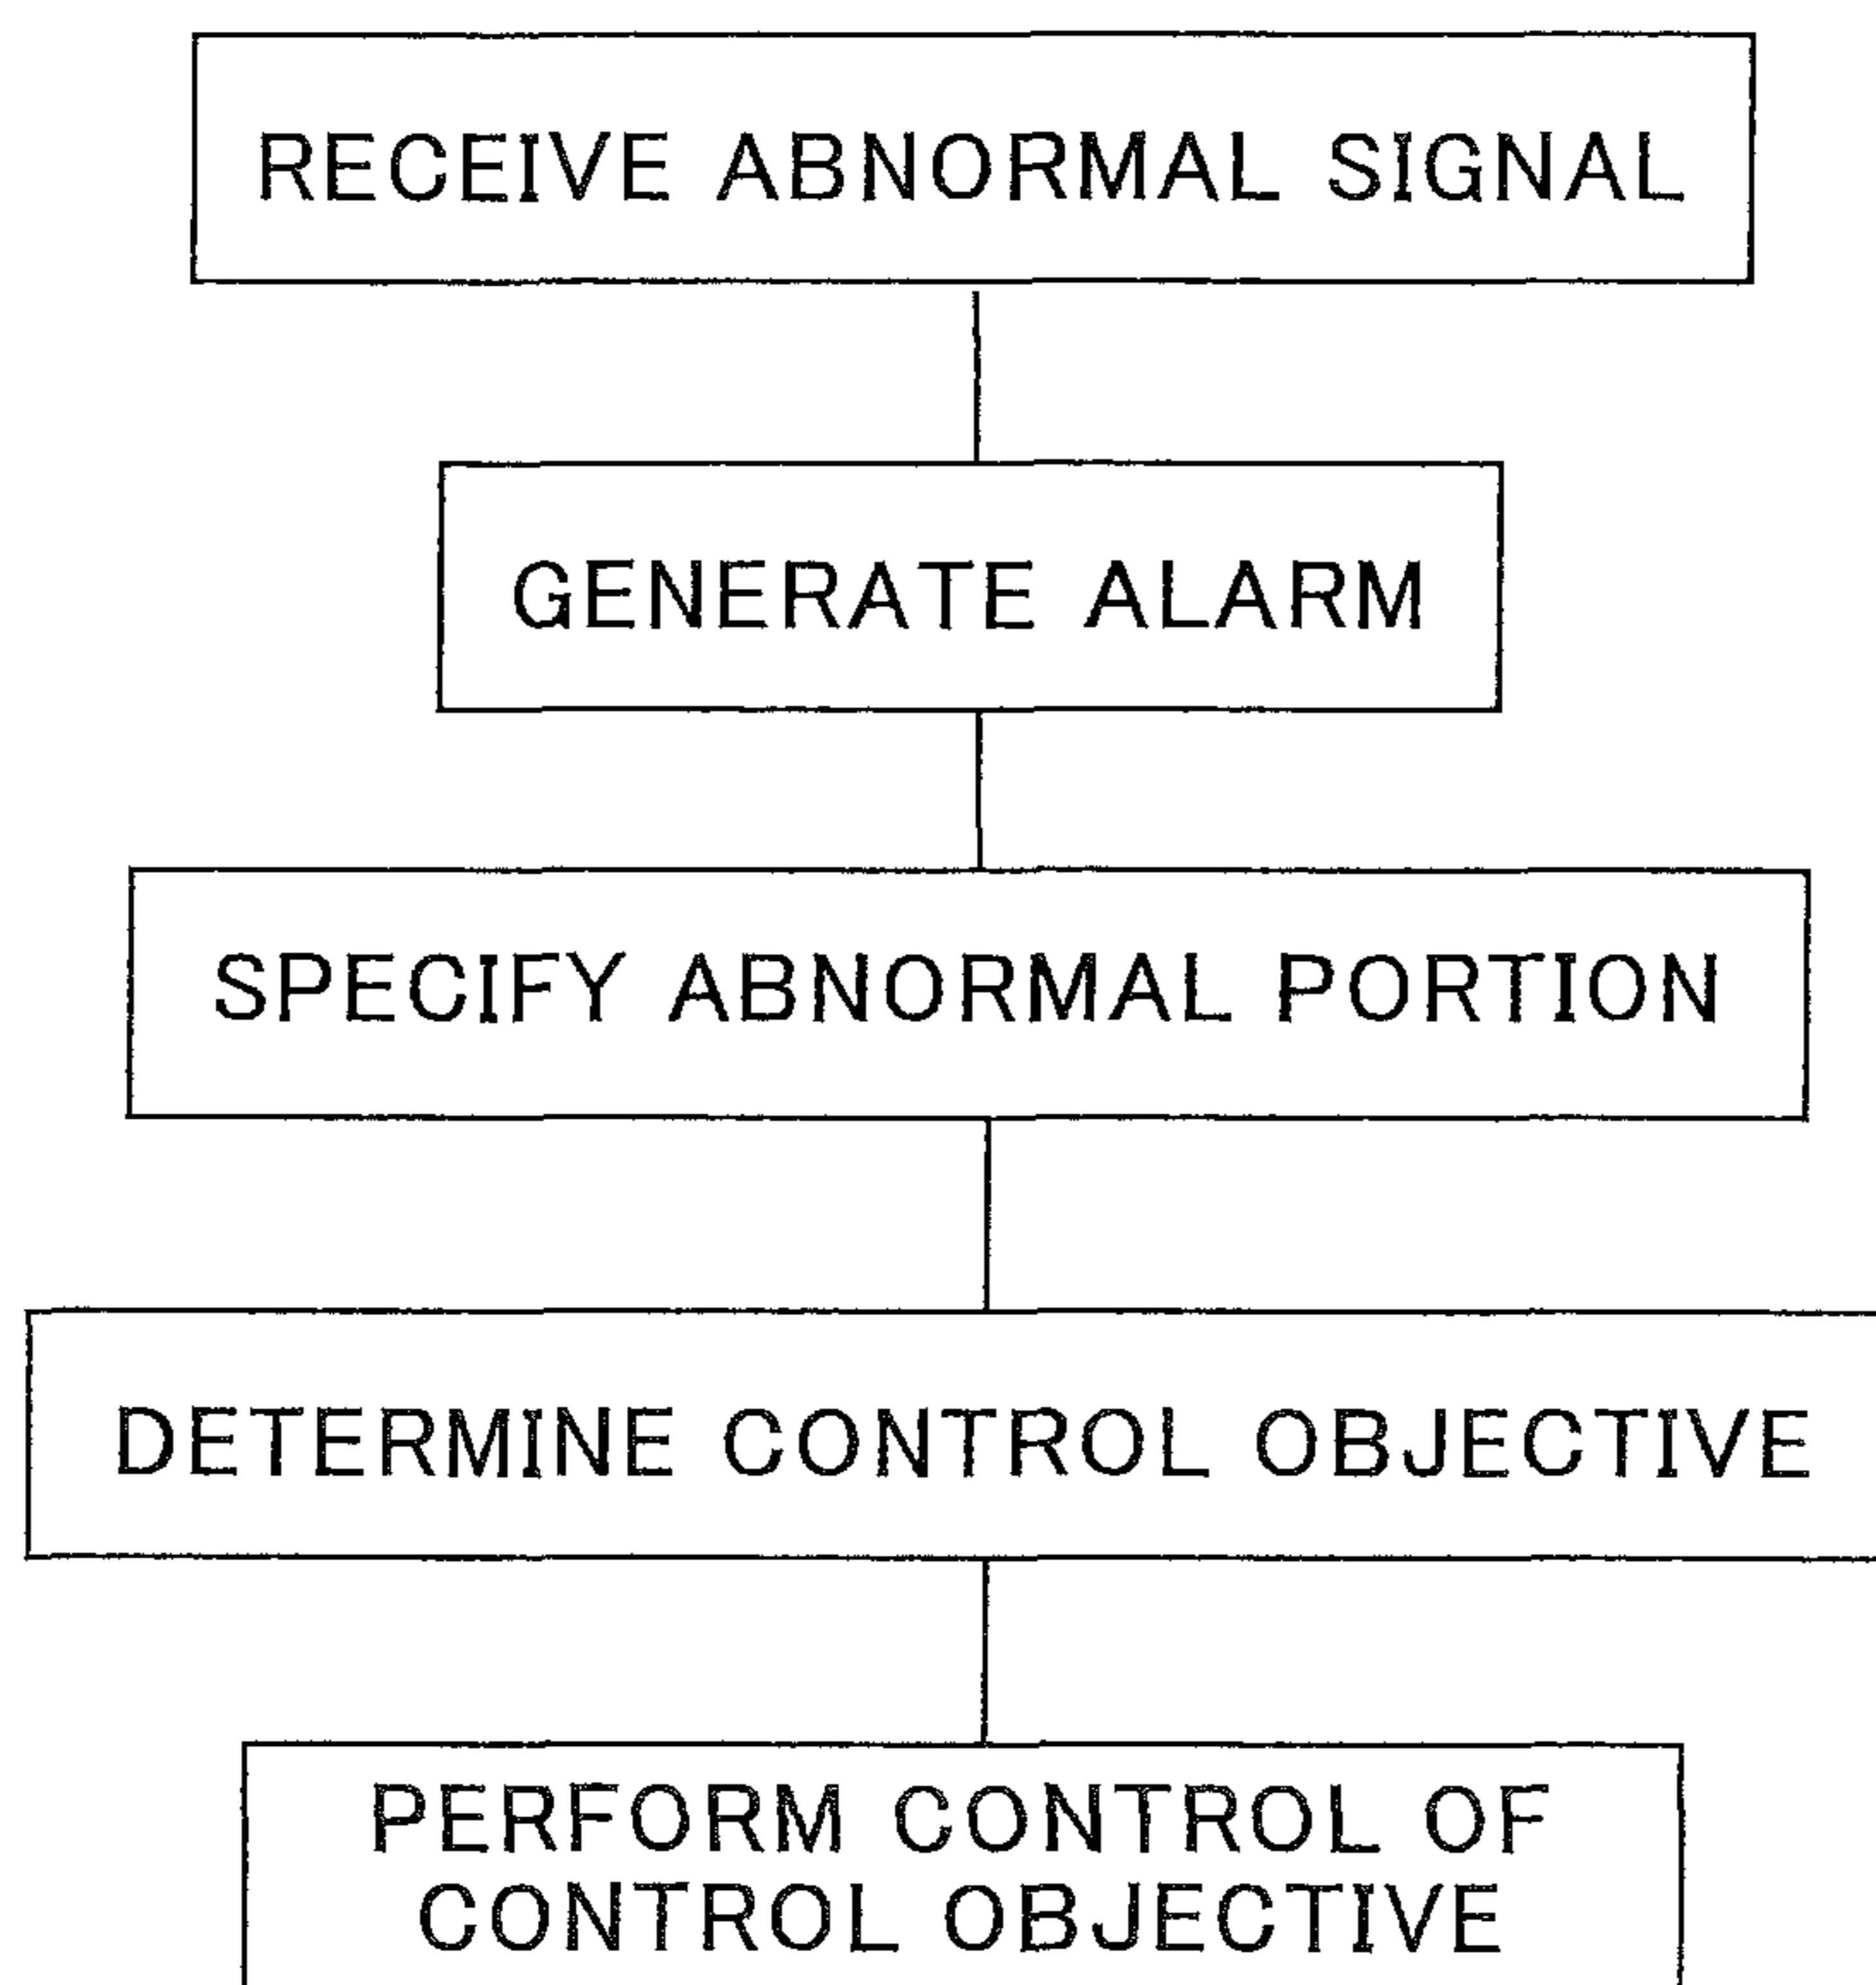 RECEIVE ABNORMAL SIGNAL
GENERATE ALARM
SPECIFY ABNORMAL PORTION
DETERMINE CONTROL OBJECTIVE
PERFORM CONTROL OF
CONTROL OBJECTIVE